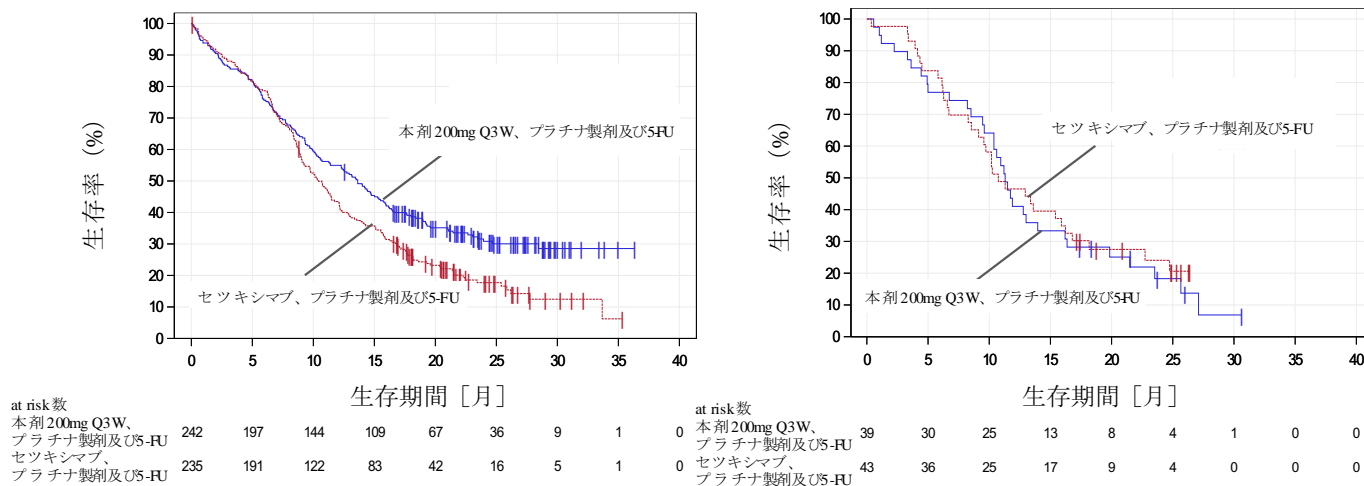 100
90
80
70
60
50
40
30
20
10
0
生存率 (%)
本剤200mg Q3W、プラチナ製剤及び5-FU
セツキシマブ、プラチナ製剤及び5-FU
0 5 10 15 20 25 30 35 40
生存期間 [月]
at risk数
本剤200mg Q3W、
プラチナ製剤及び5-FU
242 197 144 109 67 36 9 1 0
セツキシマブ、
プラチナ製剤及び5-FU
235 191 122 83 42 16 5 1 0
100
90
80
70
60
50
40
30
20
10
0
生存率 (%)
セツキシマブ、プラチナ製剤及び5-FU
本剤200mg Q3W、プラチナ製剤及び5-FU
0 5 10 15 20 25 30 35 40
生存期間 [月]
at risk数
本剤200mg Q3W、
プラチナ製剤及び5-FU
39 30 25 13 8 4 1 0 0
セツキシマブ、
プラチナ製剤及び5-FU
43 36 25 17 9 4 0 0 0